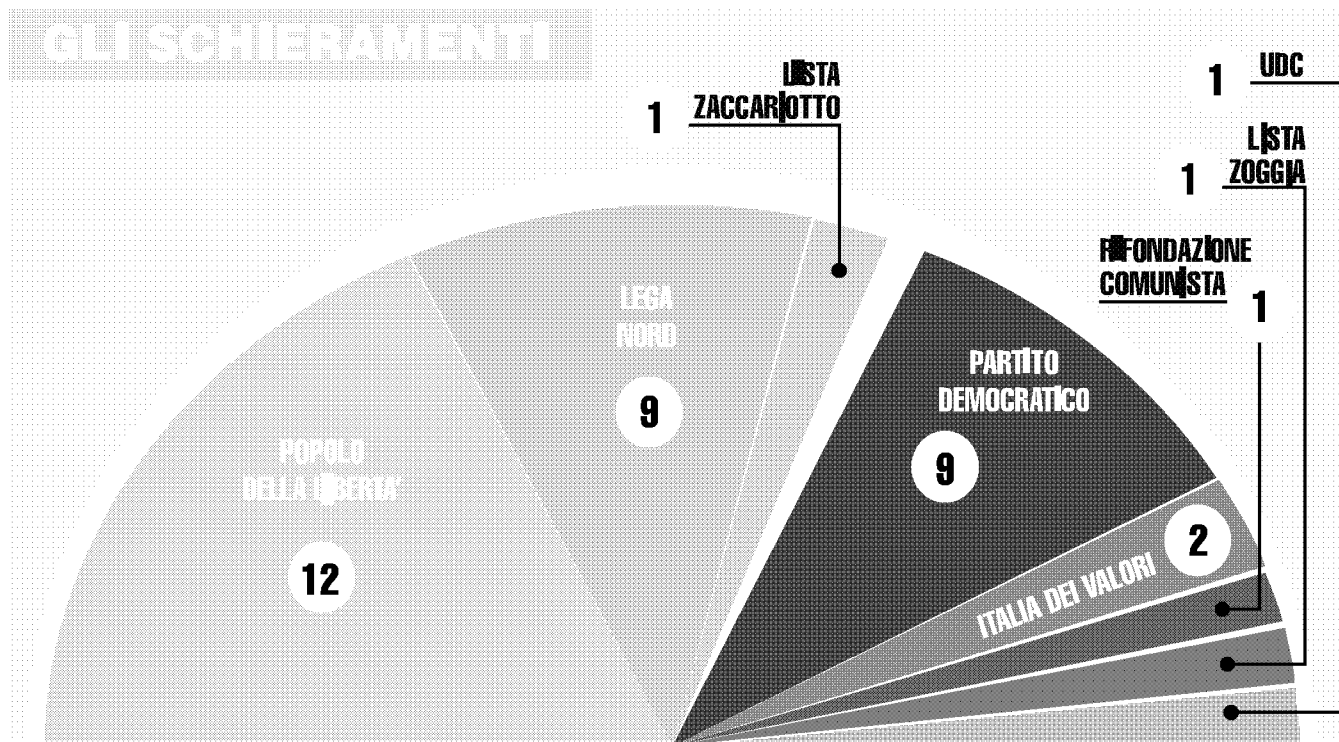 GLI SCHIERAMENTI
LISTA
ZACCARIOTTO
1
1
UDC
LISTA
ZOGGIA
1
RIFONDAZIONE
COMUNISTA
1
LEGA
NORD
9
PARTITO
DEMOCRATICO
9
POPOLO
DELLA LIBERTA'
12
ITALIA DEI VALORI
2